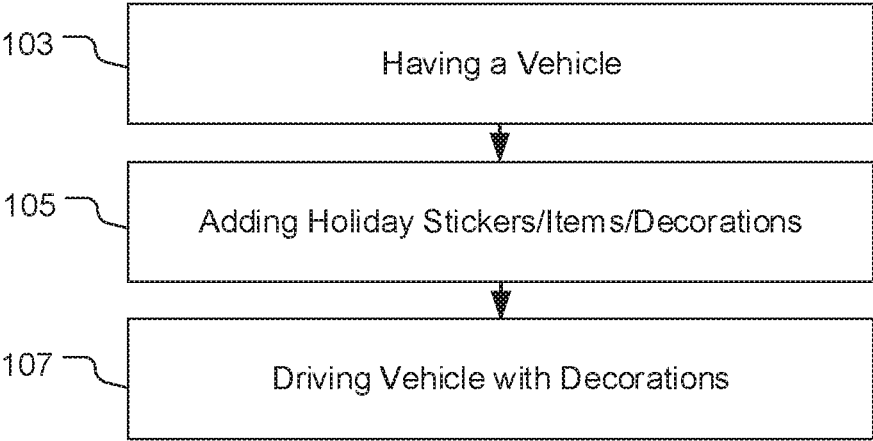 103
Having a Vehicle
105
Adding Holiday Stickers/Items/Decorations
107
Driving Vehicle with Decorations